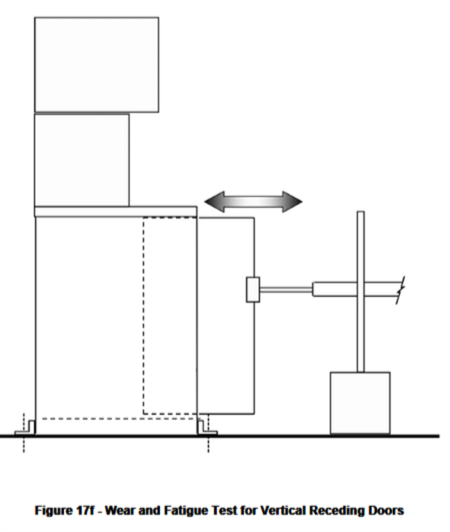 Figure 17f - Wear and Fatigue Test for Vertical Receding Doors